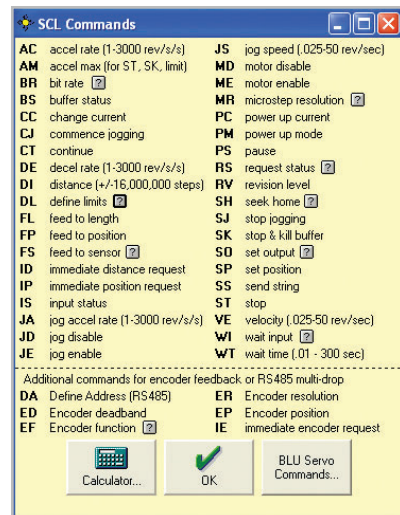 SCL Commands
AC accel rate (1-3000 rev/s/s)
AM accel max (for ST, SK, limit)
BR bit rate ?
BS buffer status
CC change current
CJ commence jogging
CT continue
DE decel rate (1-3000 rev/s/s)
DI distance (+/-16,000,000 steps)
DL define limits ?
FL feed to length
FP feed to position
FS feed to sensor ?
ID immediate distance request
IP immediate position request
IS input status
JA jog accel rate (1-3000 rev/s/s)
JD jog disable
JE jog enable
JS jog speed (.025-50 rev/sec)
MD motor disable
ME motor enable
MR microstep resolution ?
PC power up current
PM power up mode
PS pause
RS request status ?
RV revision level
SH seek home ?
SJ stop jogging
SK stop & kill buffer
SO set output ?
SP set position
SS send string
ST stop
VE velocity (.025-50 rev/sec)
WI wait input ?
WT wait time (.01 - 300 sec)
Additional commands for encoder feedback or RS485 multi-drop
DA Define Address (RS485)
ED Encoder deadband
EF Encoder function ?
ER Encoder resolution
EP Encoder position
IE immediate encoder request
Calculator...
OK
BLU Servo
Commands...